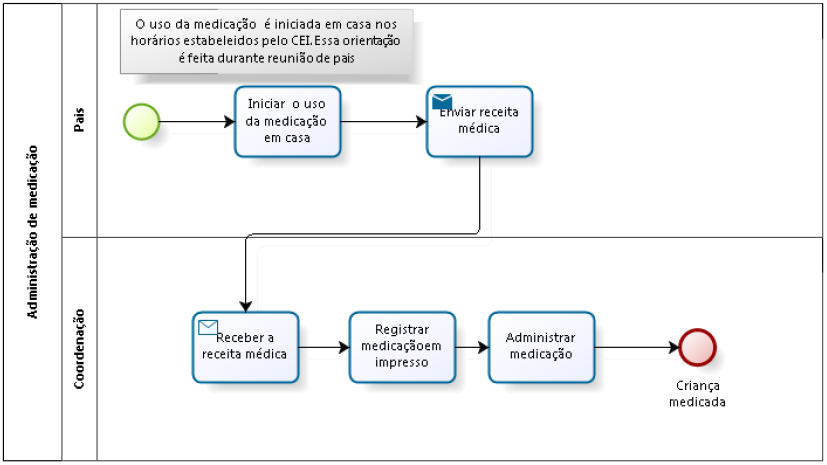 Administração de medicação
Pais
O uso da medicação é iniciada em casa nos
horários estabeleidos pelo CEI. Essa orientação
é feita durante reunião de pais
Iniciar o uso
da medicação
em casa
Enviar receita
médica
Coordenação
Receber a
receita médica
Registrar
medicaçãoem
impresso
Administrar
medicação
Criança
medicada